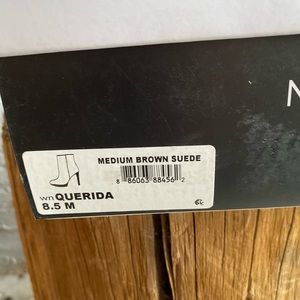 N
MEDIUM BROWN SUEDE
8 86063 88456 2
wn QUERIDA
8.5 M